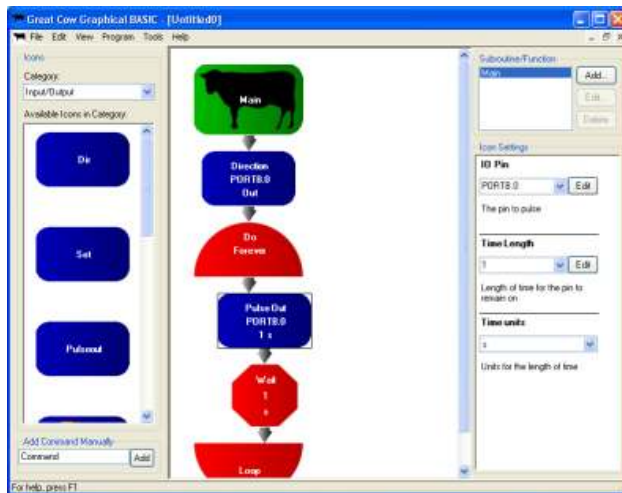 Great Cow Graphical BASIC - [Untitled0]
File Edit View Program Tools Help
Icons
Category:
Input/Output
Available Icons in Category:
Dir
Set
Pulseout
Add Command Manually
Command
Add
For help, press F1
Main
Direction
PORTB.0
Out
Do
Forever
Pulse Out
PORTB.0
1 s
Wait
1
s
Loop
Subroutine/Function
Main
Add...
Edit...
Delete
Icon Settings
IO Pin
PORTB.0
Edit
The pin to pulse
Time Length
1
Edit
Length of time for the pin to
remain on
Time units
s
Units for the length of time